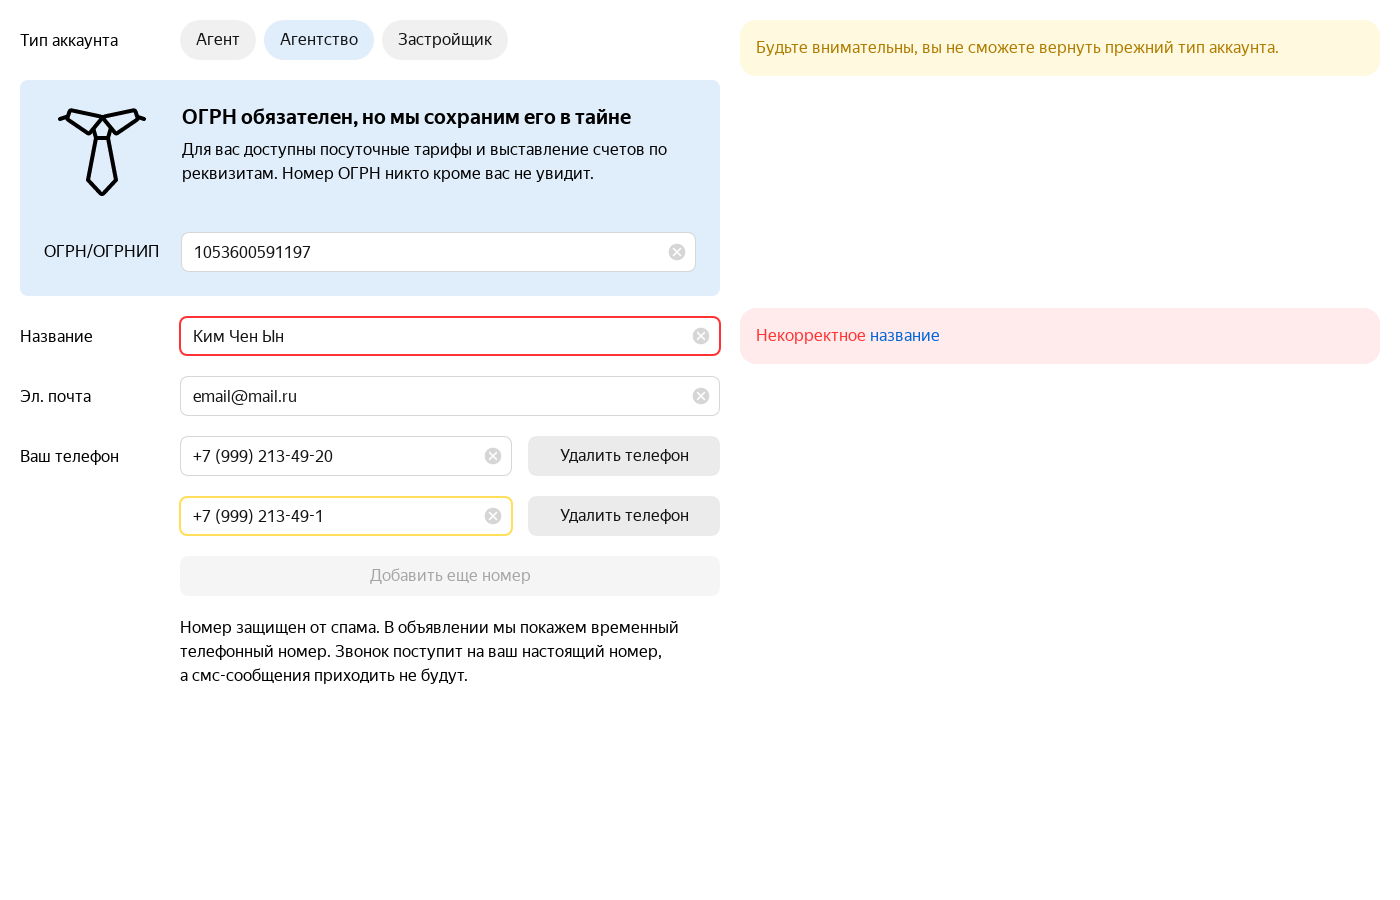 Тип аккаунта
Агент
Агентство
Застройщик
Будьте внимательны, вы не сможете вернуть прежний тип аккаунта.
ОГРН обязателен, но мы сохраним его в тайне
Для вас доступны посуточные тарифы и выставление счетов по
реквизитам. Номер ОГРН никто кроме вас не увидит.
ОГРН/ОГРНИП
1053600591197
Название
Ким Чен Ын
Некорректное название
Эл. почта
email@mail.ru
Ваш телефон
+7 (999) 213-49-20
Удалить телефон
+7 (999) 213-49-1
Удалить телефон
Добавить еще номер
Номер защищен от спама. В объявлении мы покажем временный
телефонный номер. Звонок поступит на ваш настоящий номер,
а смс-сообщения приходить не будут.